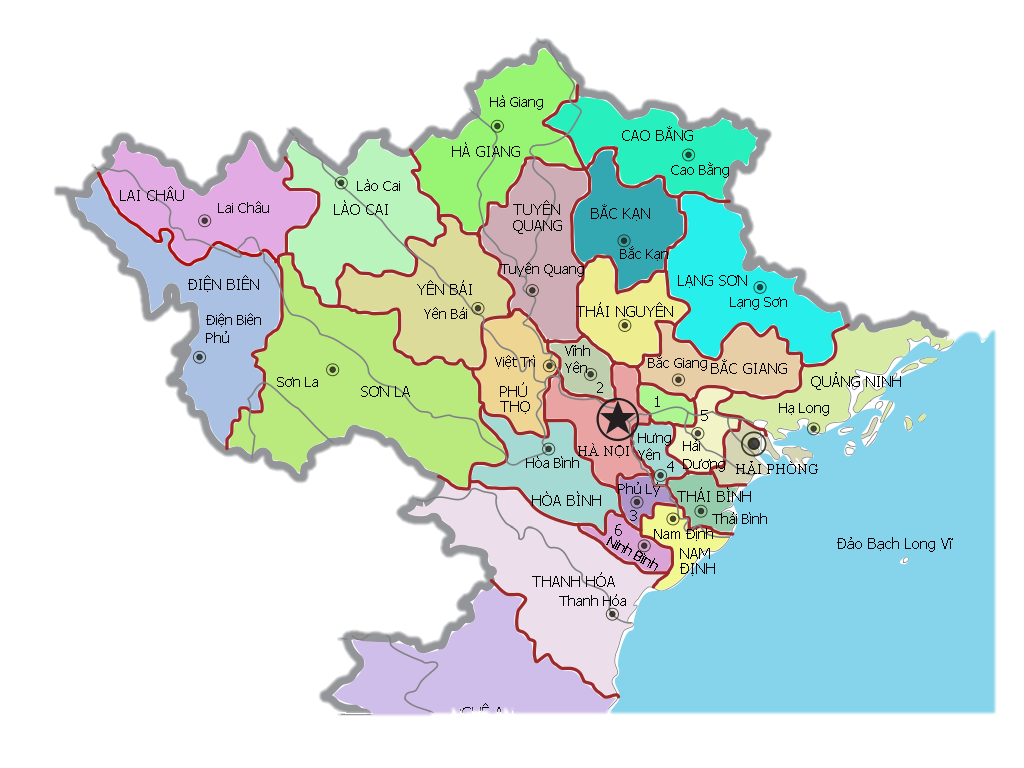 Hà Giang
HÀ GIANG
CAO BẰNG
Cao Bằng
LAI CHÂU
Lai Châu
Lào Cai
LÀO CAI
TUYÊN
QUANG
Tuyên Quang
BẮC KẠN
Bắc Kạn
LẠNG SƠN
Lạng Sơn
ĐIỆN BIÊN
Điện Biên
Phủ
YÊN BÁI
Yên Bái
THÁI NGUYÊN
Việt Trì
PHÚ
THỌ
Vĩnh
Yên
2
Bắc Giang
BẮC GIANG
QUẢNG NINH
Hạ Long
Sơn La
SƠN LA
1
5
HÀ NỘI
Hưng
Yên
4
Hải
Dương
HẢI PHÒNG
Hòa Bình
HÒA BÌNH
Phủ Lý
3
THÁI BÌNH
Thái Bình
6
Ninh Bình
Nam Định
NAM
ĐỊNH
Đảo Bạch Long Vĩ
THANH HÓA
Thanh Hóa